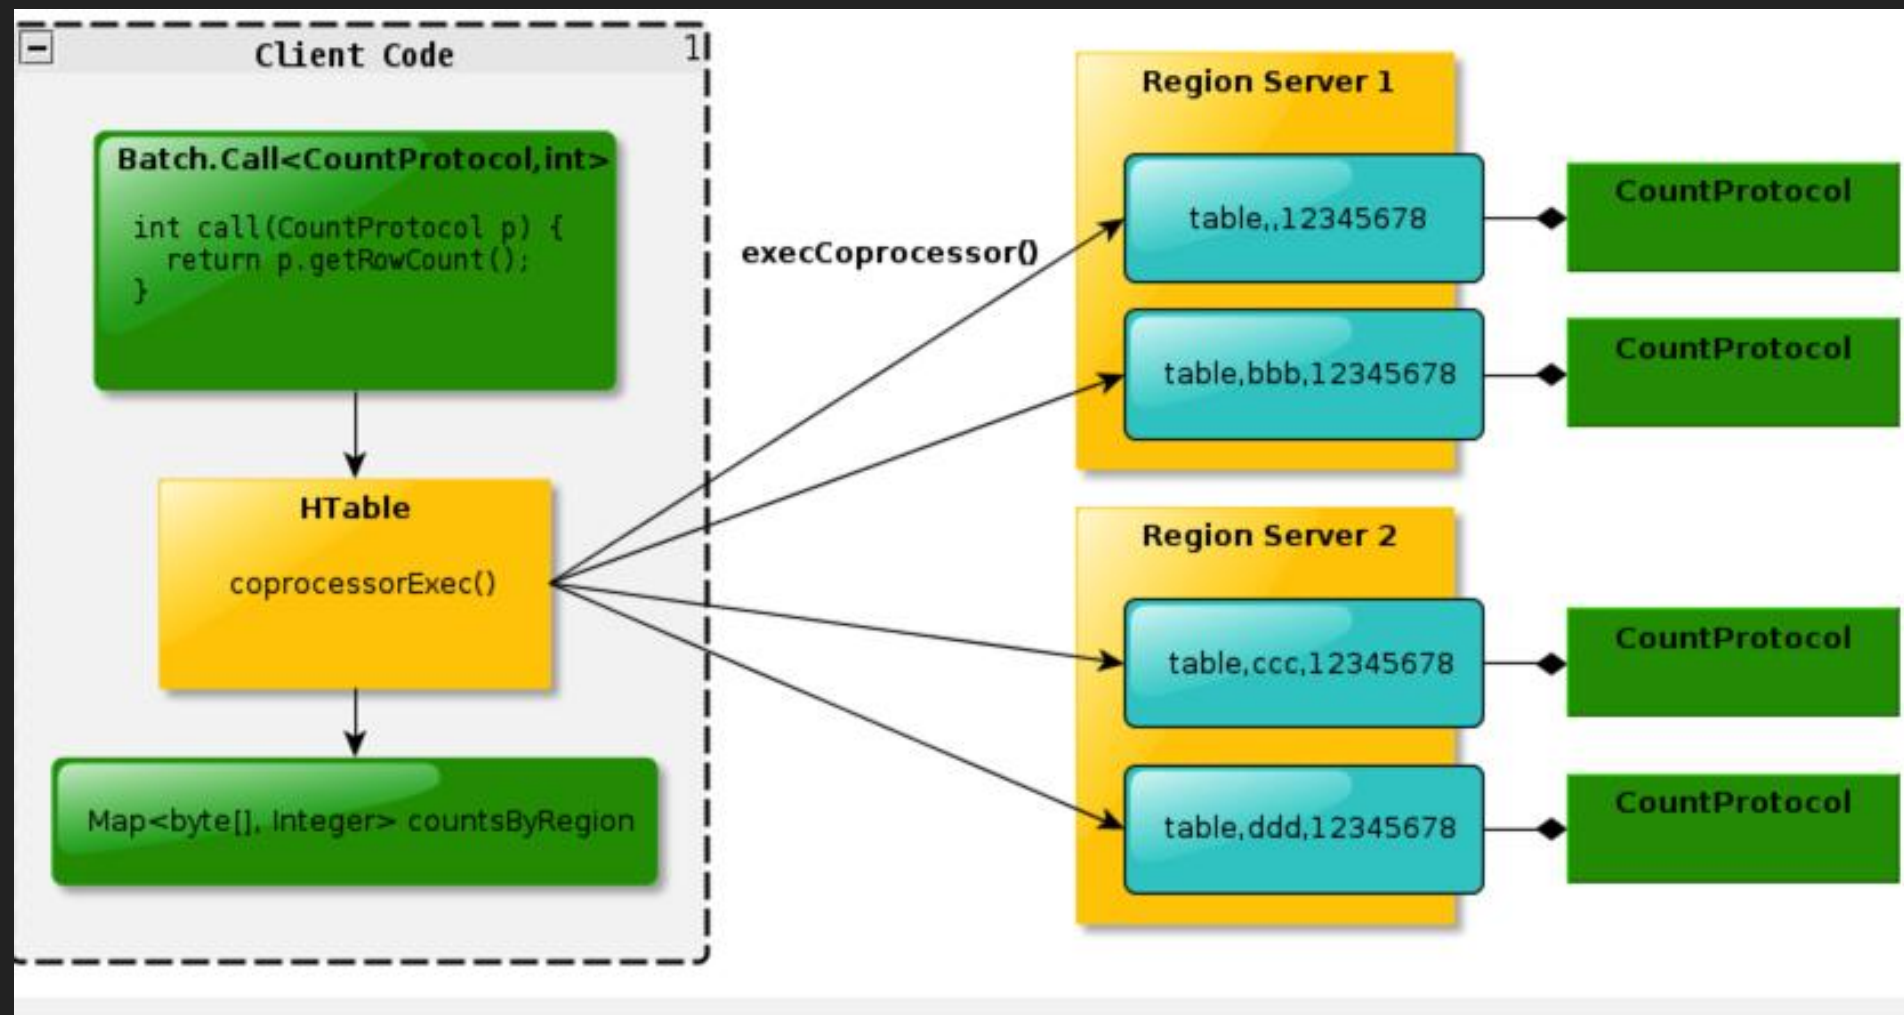 Client Code
1
Batch.Call<CountProtocol,int>
int call(CountProtocol p) {
return p.getRowCount();
}
HTable
coprocessorExec()
Map<byte[], Integer> countsByRegion
execCoprocessor()
Region Server 1
table,,12345678
CountProtocol
table,bbb,12345678
CountProtocol
Region Server 2
table,ccc,12345678
CountProtocol
table,ddd,12345678
CountProtocol